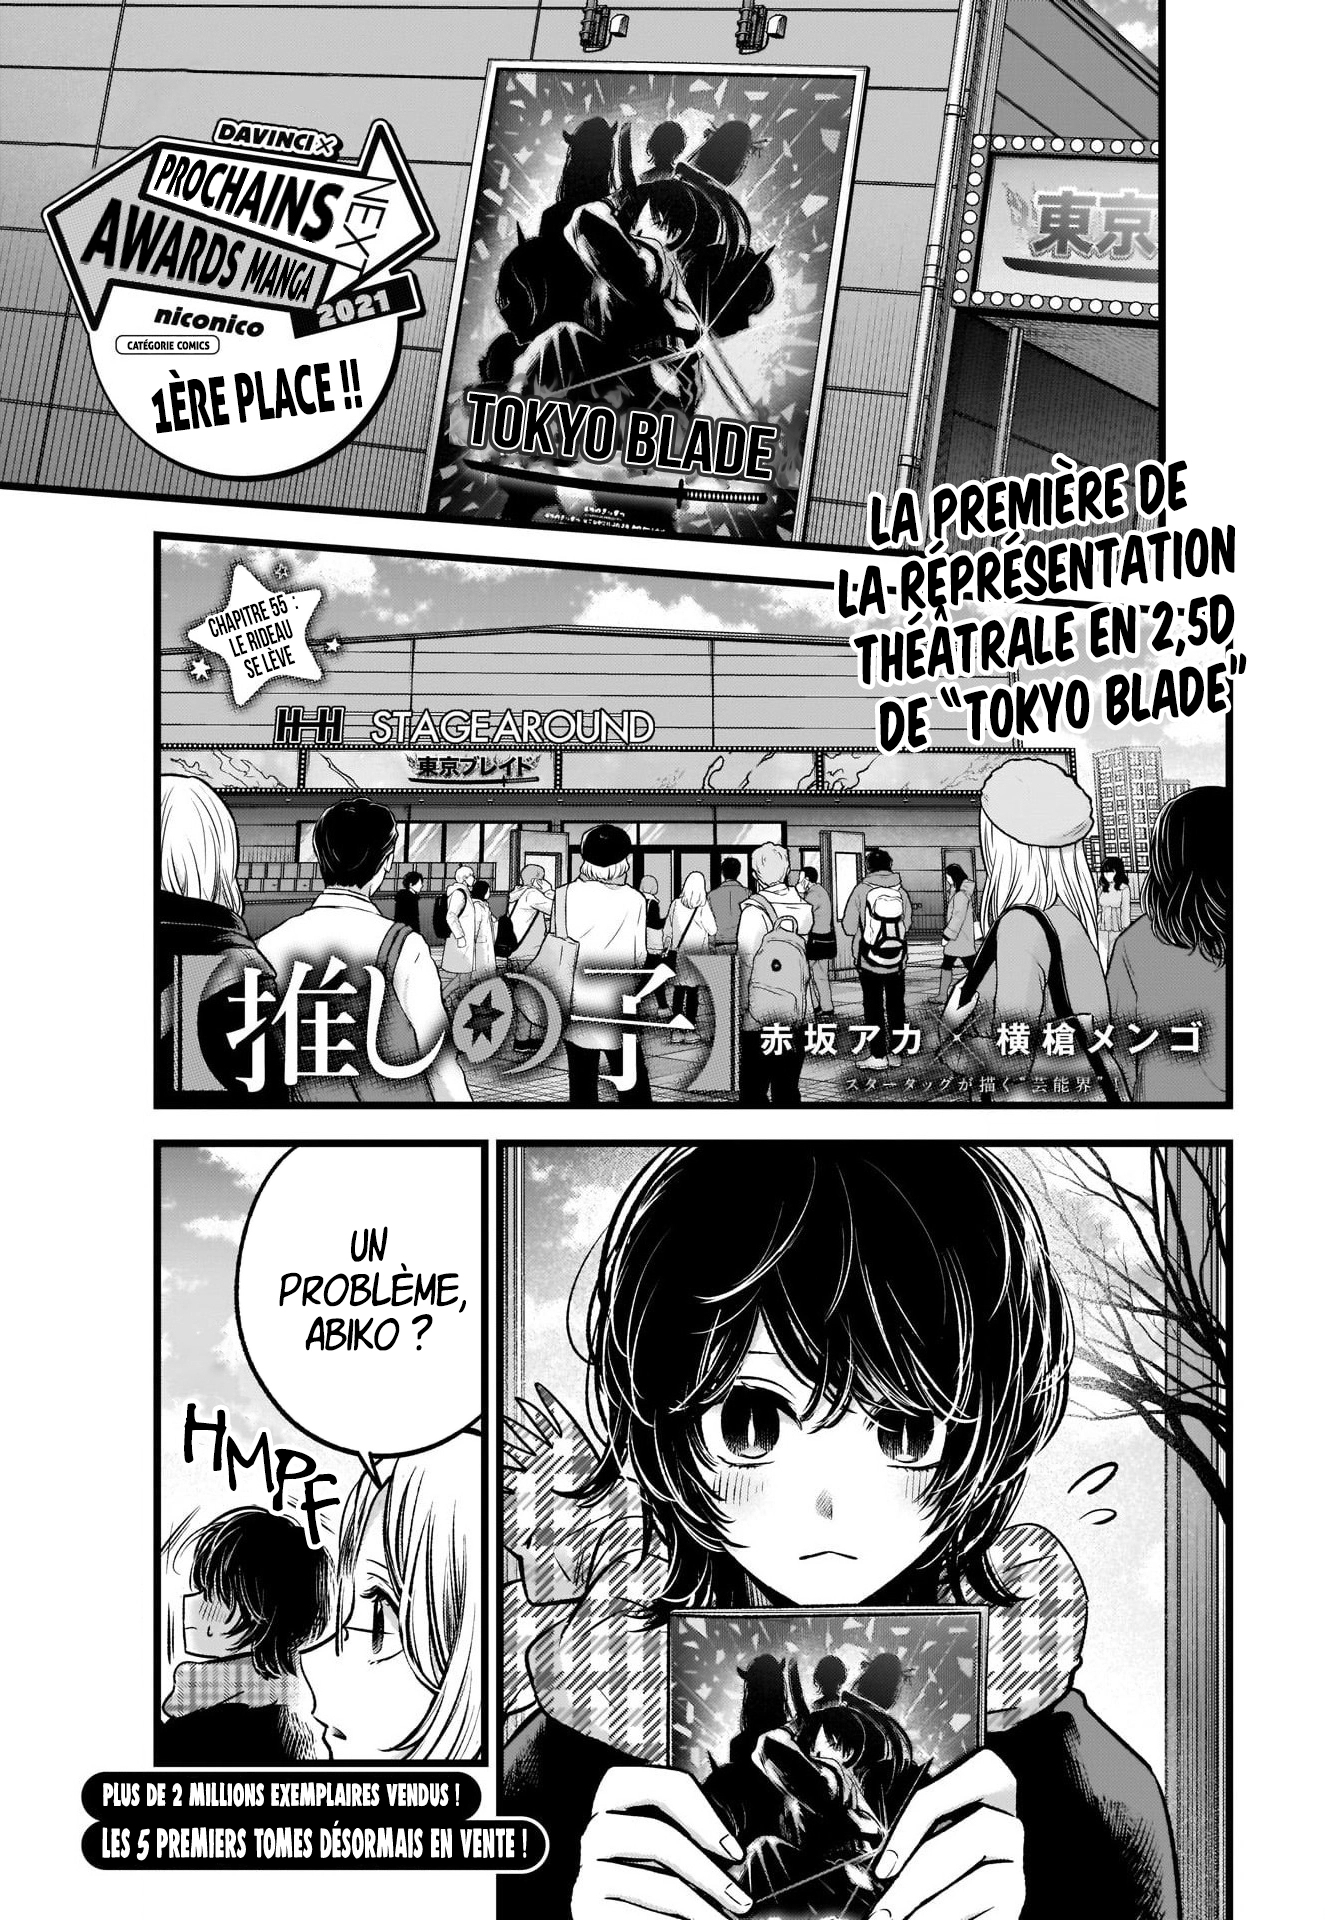 DAVINCI×
NEXT
PROCHAINS
AWARDS MANGA
2021
niconico
CATÉGORIE COMICS
1ÈRE PLACE !!
TOKYO BLADE
東京
LA PREMIÈRE DE
LA REPRÉSENTATION
THÉÂTRALE EN 2,5D
DE "TOKYO BLADE"
CHAPITRE 55 :
LE RIDEAU
SE LÈVE
H-H STAGEAROUND
東京ブレイド
【推しの子】
赤坂アカ×横槍メンゴ
スタータッグが描く“芸能界”！
UN
PROBLÈME,
ABIKO ?
HMPF
PLUS DE 2 MILLIONS EXEMPLAIRES VENDUS !
LES 5 PREMIERS TOMES DÉSORMAIS EN VENTE !